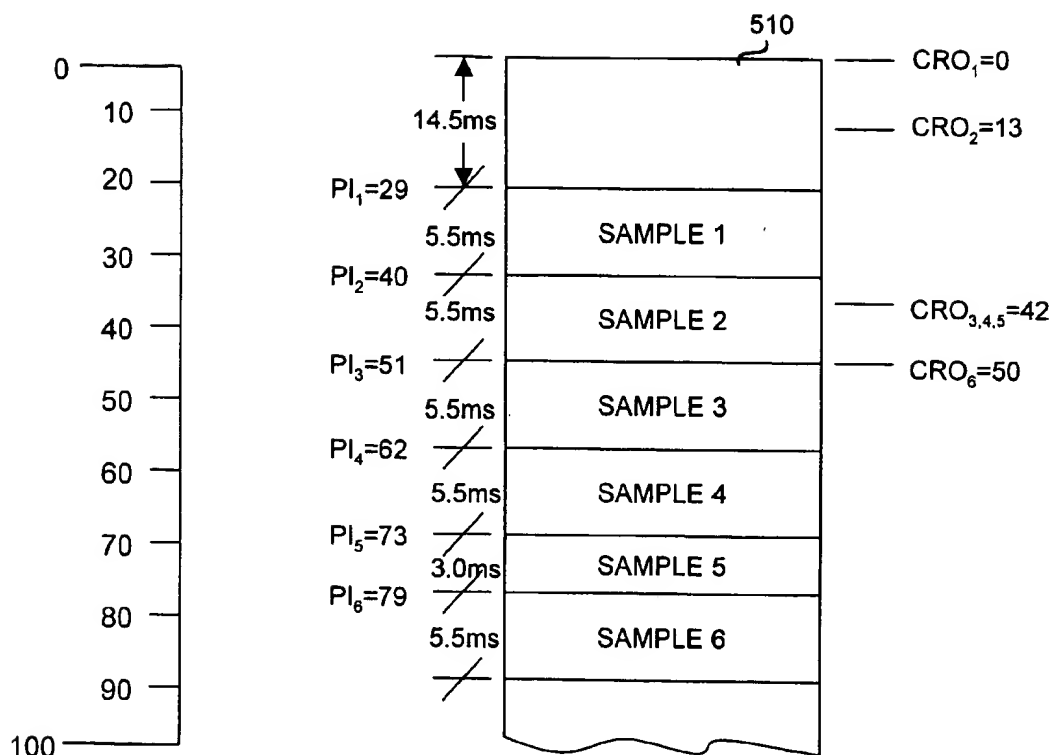 510
0
10
20
30
40
50
60
70
80
90
100
14.5ms
PI₁=29
5.5ms
PI₂=40
5.5ms
PI₃=51
5.5ms
PI₄=62
5.5ms
PI₅=73
3.0ms
PI₆=79
5.5ms
SAMPLE 1
SAMPLE 2
SAMPLE 3
SAMPLE 4
SAMPLE 5
SAMPLE 6
CRO₁=0
CRO₂=13
CRO₃,₄,₅=42
CRO₆=50